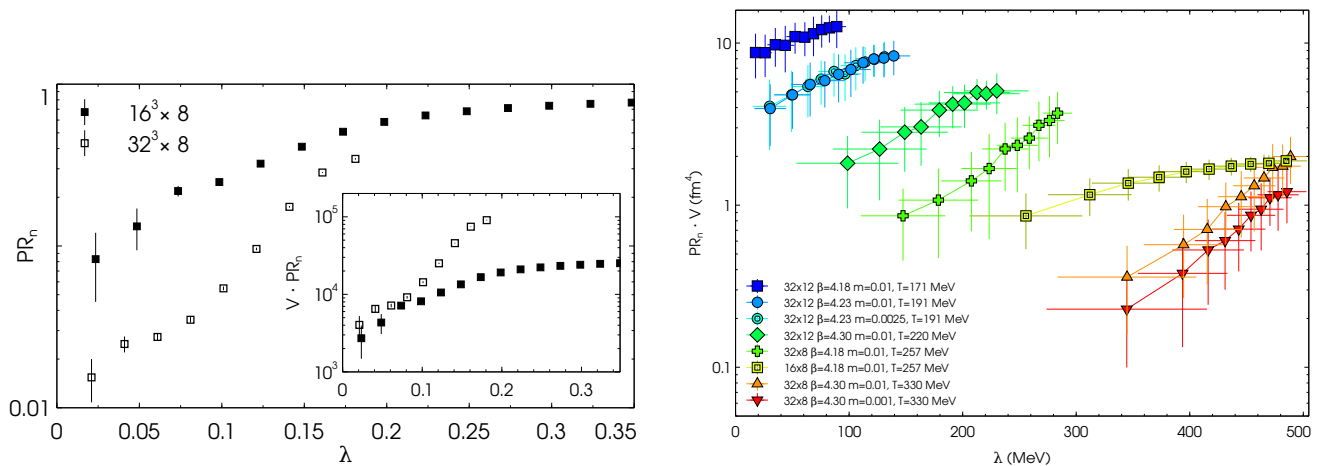 PRₙ
1
0.1
0.01
16³ × 8
32³ × 8
V · PRₙ
10⁵
10⁴
10³
0 0.1 0.2 0.3
0 0.05 0.10 0.15 0.20 0.25 0.30 0.35
λ
PRₙ · V (fm⁴)
10
1
0.1
32x12 β=4.18 m=0.01, T=171 MeV
32x12 β=4.23 m=0.01, T=191 MeV
32x12 β=4.23 m=0.0025, T=191 MeV
32x12 β=4.30 m=0.01, T=220 MeV
32x8 β=4.18 m=0.01, T=257 MeV
16x8 β=4.18 m=0.01, T=257 MeV
32x8 β=4.30 m=0.01, T=330 MeV
32x8 β=4.30 m=0.001, T=330 MeV
0 100 200 300 400 500
λ (MeV)